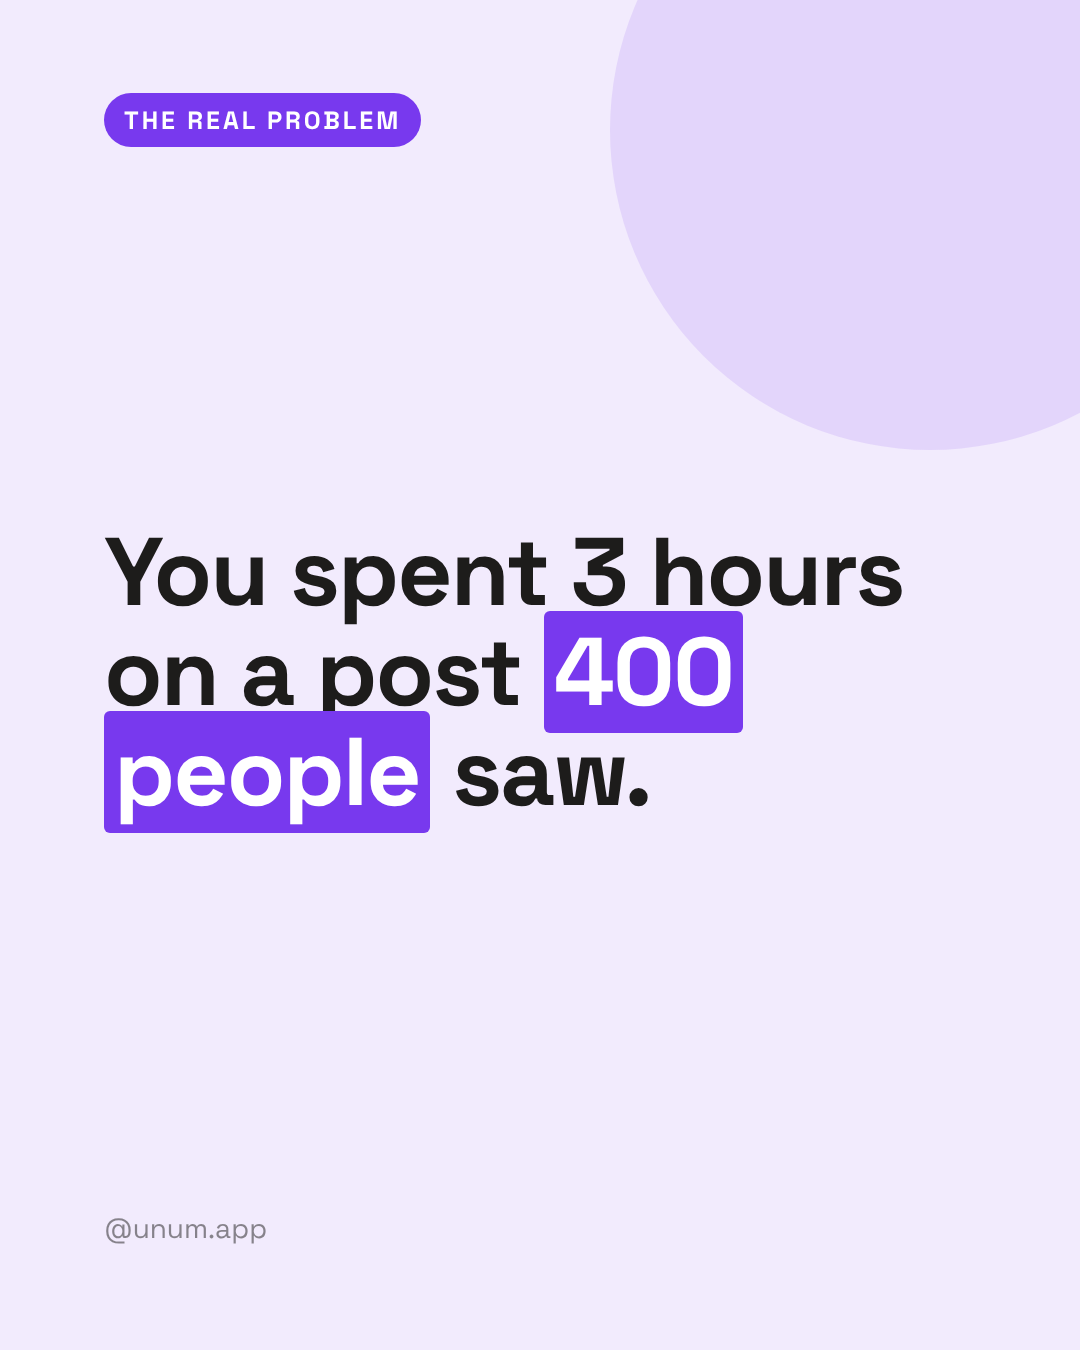 THE REAL PROBLEM
You spent 3 hours
on a post 400
people saw.
@unum.app